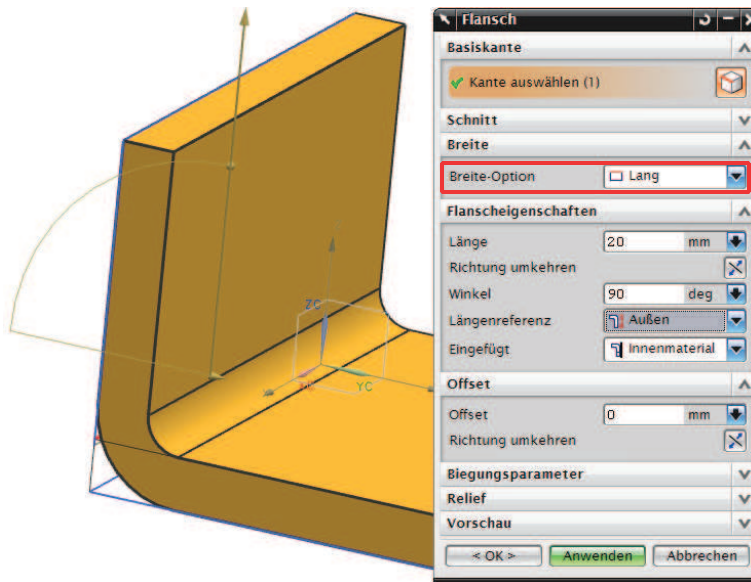 Flansch
Basiskante
Kante auswählen (1)
Schnitt
Breite
Breite-Option Lang
Flanscheigenschaften
Länge 20 mm
Richtung umkehren
Winkel 90 deg
Längenreferenz Außen
Eingefügt Innenmaterial
Offset
Offset 0 mm
Richtung umkehren
Biegungsparameter
Relief
Vorschau
< OK > Anwenden Abbrechen
ZC
YC